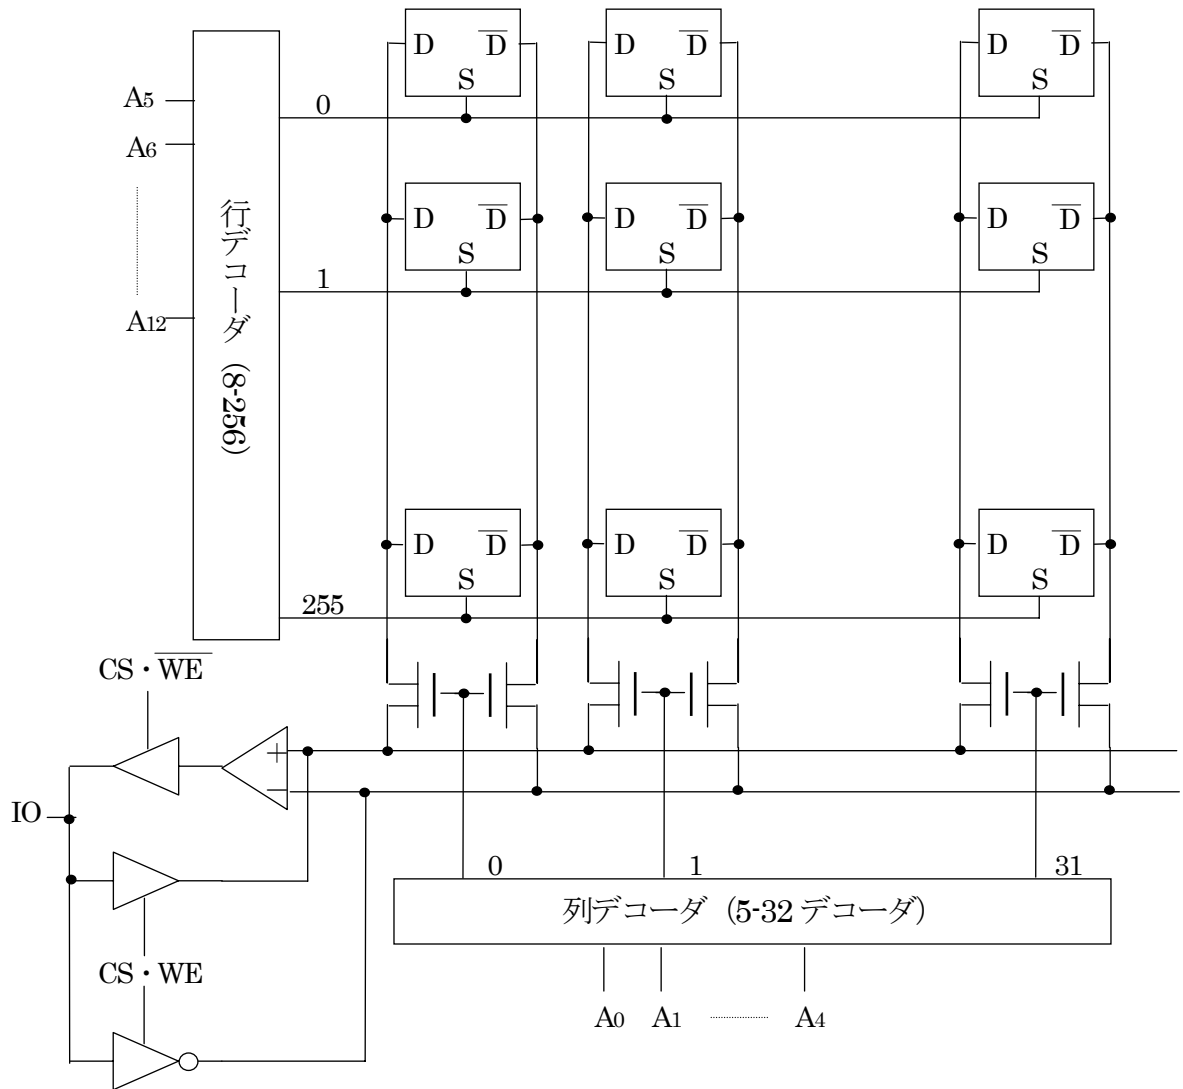 D D̅ D D̅ D D̅
S S S
A5
0
A6
D D̅ D D̅ D D̅
S S S
1
A12
行デコーダ (8-256)
D D̅ D D̅ D D̅
S S S
255
CS・W̅E̅
+
−
IO
0 1 31
列デコーダ (5-32 デコーダ)
CS・WE
A0 A1 A4